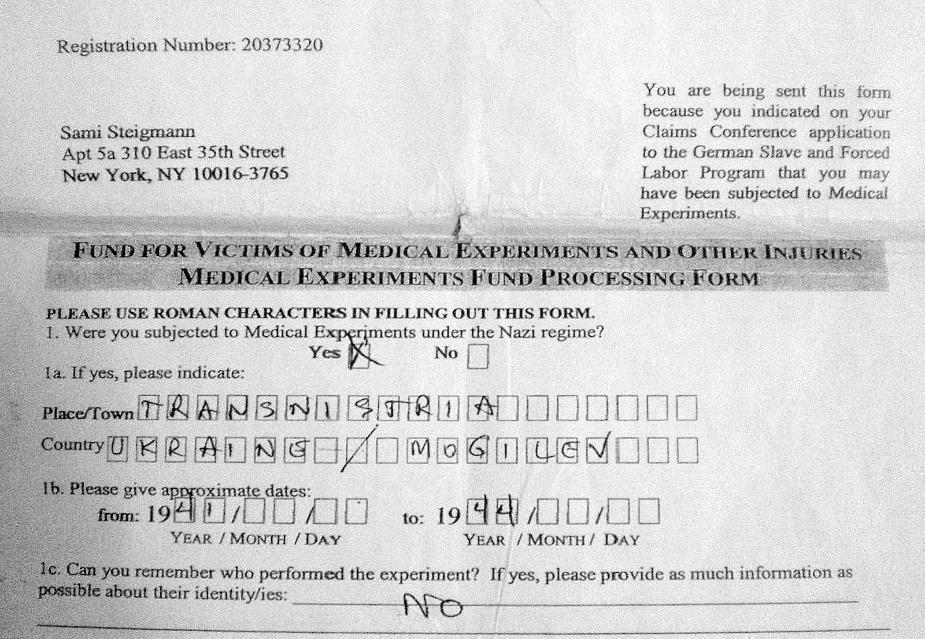 Registration Number: 20373320
You are being sent this form
because you indicated on your
Claims Conference application
to the German Slave and Forced
Labor Program that you may
have been subjected to Medical
Experiments.
Sami Steigmann
Apt 5a 310 East 35th Street
New York, NY 10016-3765
FUND FOR VICTIMS OF MEDICAL EXPERIMENTS AND OTHER INJURIES
MEDICAL EXPERIMENTS FUND PROCESSING FORM
PLEASE USE ROMAN CHARACTERS IN FILLING OUT THIS FORM.
1. Were you subjected to Medical Experiments under the Nazi regime?
Yes X No
1a. If yes, please indicate:
Place/Town TRANSNISTRIA
Country UKRAINE - / MOGILEV
1b. Please give approximate dates:
from: 1941/ / to: 1944/ /
YEAR / MONTH / DAY YEAR / MONTH / DAY
1c. Can you remember who performed the experiment? If yes, please provide as much information as
possible about their identity/ies: NO